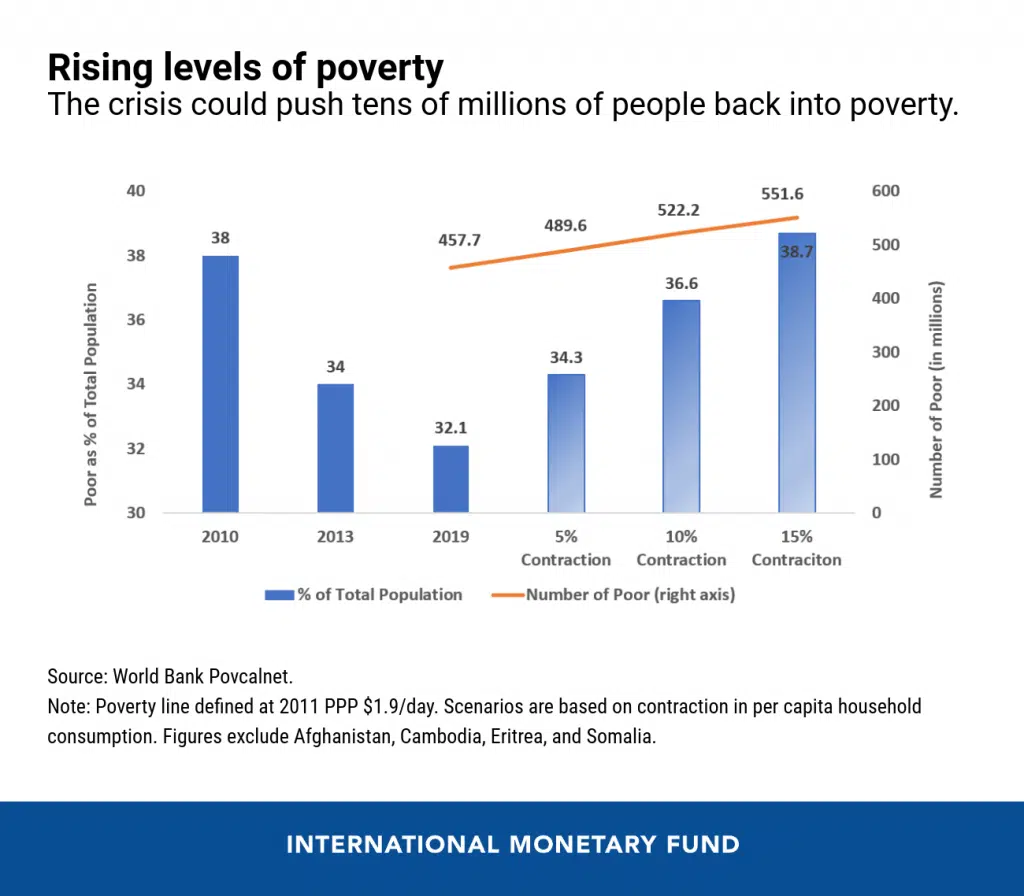 Rising levels of poverty
The crisis could push tens of millions of people back into poverty.
40
38
36
34
32
30
Poor as % of Total Population
600
500
400
300
200
100
0
Number of Poor (in millions)
38
34
32.1
34.3
36.6
38.7
457.7
489.6
522.2
551.6
2010
2013
2019
5%
Contraction
10%
Contraction
15%
Contraciton
% of Total Population
Number of Poor (right axis)
Source: World Bank Povcalnet.
Note: Poverty line defined at 2011 PPP $1.9/day. Scenarios are based on contraction in per capita household
consumption. Figures exclude Afghanistan, Cambodia, Eritrea, and Somalia.
INTERNATIONAL MONETARY FUND